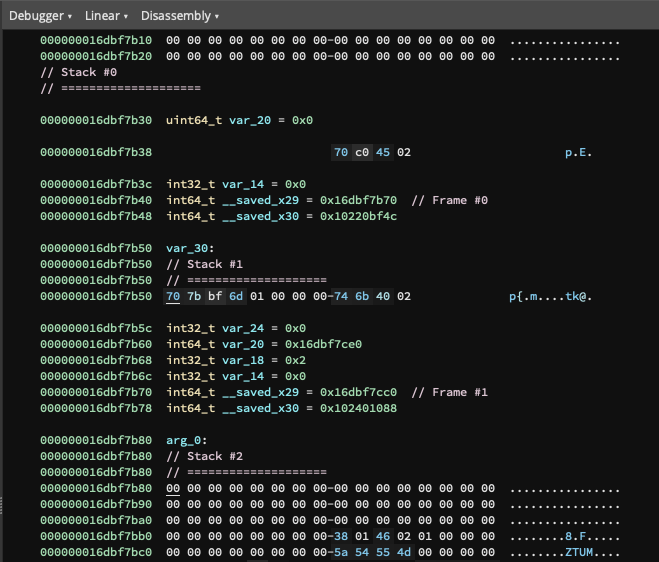 Debugger ▾ Linear ▾ Disassembly ▾
000000016dbf7b10 00 00 00 00 00 00 00 00-00 00 00 00 00 00 00 00 ................
000000016dbf7b20 00 00 00 00 00 00 00 00-00 00 00 00 00 00 00 00 ................
// Stack #0
// ====================
000000016dbf7b30 uint64_t var_20 = 0x0
000000016dbf7b38 70 c0 45 02 p.E.
000000016dbf7b3c int32_t var_14 = 0x0
000000016dbf7b40 int64_t __saved_x29 = 0x16dbf7b70 // Frame #0
000000016dbf7b48 int64_t __saved_x30 = 0x10220bf4c
000000016dbf7b50 var_30:
000000016dbf7b50 // Stack #1
000000016dbf7b50 // ====================
000000016dbf7b50 70 7b bf 6d 01 00 00 00-74 6b 40 02 p{.m....tk@.
000000016dbf7b5c int32_t var_24 = 0x0
000000016dbf7b60 int64_t var_20 = 0x16dbf7ce0
000000016dbf7b68 int32_t var_18 = 0x2
000000016dbf7b6c int32_t var_14 = 0x0
000000016dbf7b70 int64_t __saved_x29 = 0x16dbf7cc0 // Frame #1
000000016dbf7b78 int64_t __saved_x30 = 0x102401088
000000016dbf7b80 arg_0:
000000016dbf7b80 // Stack #2
000000016dbf7b80 // ====================
000000016dbf7b80 00 00 00 00 00 00 00 00-00 00 00 00 00 00 00 00 ................
000000016dbf7b90 00 00 00 00 00 00 00 00-00 00 00 00 00 00 00 00 ................
000000016dbf7ba0 00 00 00 00 00 00 00 00-00 00 00 00 00 00 00 00 ................
000000016dbf7bb0 00 00 00 00 00 00 00 00-38 01 46 02 01 00 00 00 ........8.F.....
000000016dbf7bc0 00 00 00 00 00 00 00 00-5a 54 55 4d 00 00 00 00 ........ZTUM....